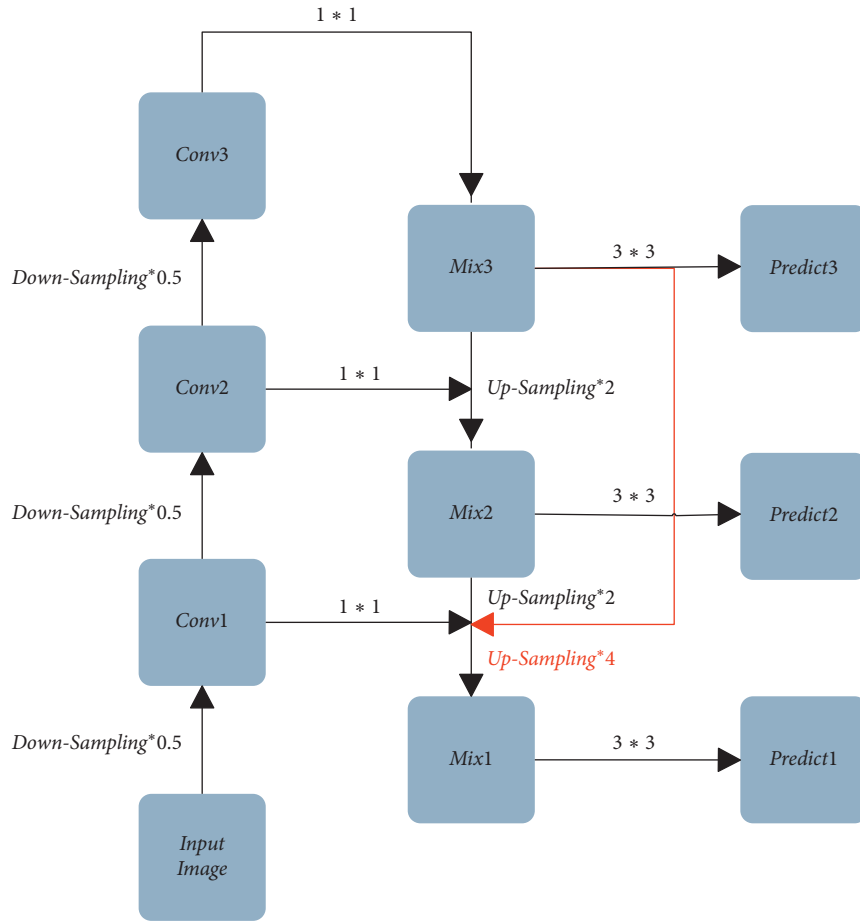 1 * 1
Conv3
Down-Sampling*0.5
Mix3
3 * 3
Predict3
Conv2
1 * 1
Up-Sampling*2
Down-Sampling*0.5
Mix2
3 * 3
Predict2
Conv1
1 * 1
Up-Sampling*2
Up-Sampling*4
Down-Sampling*0.5
Mix1
3 * 3
Predict1
Input
Image